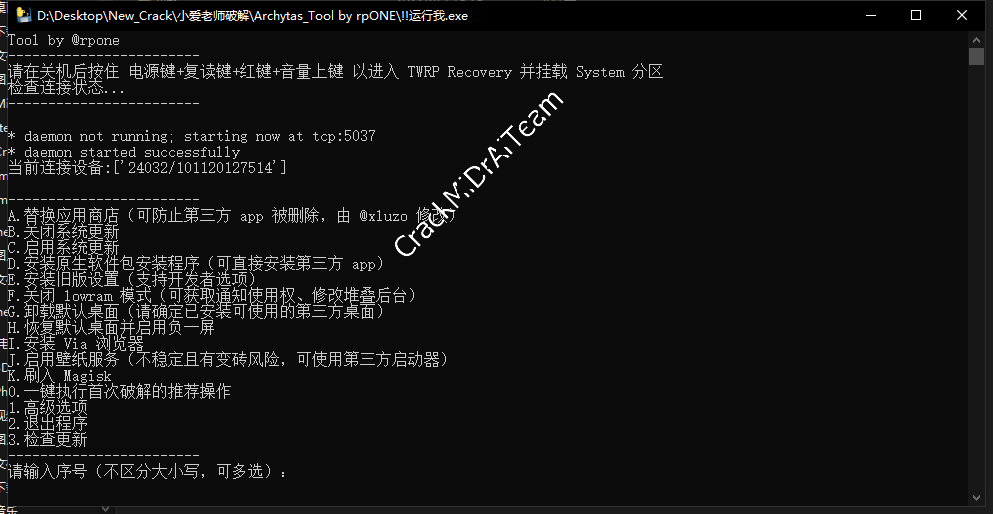 D:\Desktop\New_Crack\小爱老师破解\Archytas_Tool by rpONE\!!运行我.exe
Tool by @rpone
------------------------
请在关机后按住 电源键+复读键+红键+音量上键 以进入 TWRP Recovery 并挂载 System 分区
检查连接状态...
------------------------
* daemon not running; starting now at tcp:5037
* daemon started successfully
当前连接设备:['24032/101120127514']
------------------------
A.替换应用商店（可防止第三方 app 被删除，由 @xluzo 修改）
B.关闭系统更新
C.启用系统更新
D.安装原生软件包安装程序（可直接安装第三方 app）
E.安装旧版设置（支持开发者选项）
F.关闭 lowram 模式（可获取通知使用权、修改堆叠后台）
G.卸载默认桌面（请确定已安装可使用的第三方桌面）
H.恢复默认桌面并启用负一屏
I.安装 Via 浏览器
J.启用壁纸服务（不稳定且有变砖风险，可使用第三方启动器）
K.刷入 Magisk
0.一键执行首次破解的推荐操作
1.高级选项
2.退出程序
3.检查更新
------------------------
请输入序号（不区分大小写，可多选）：